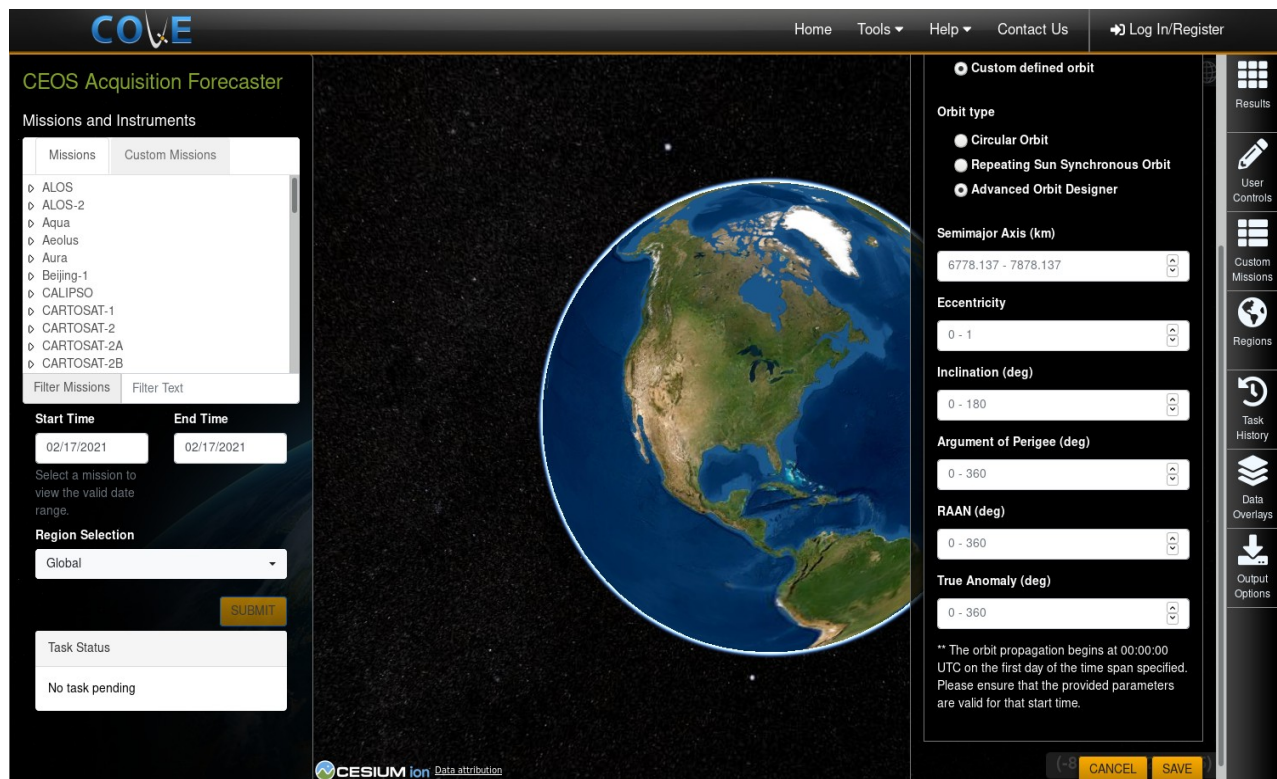 COVE
Home
Tools
Help
Contact Us
Log In/Register
CEOS Acquisition Forecaster
Missions and Instruments
Missions
Custom Missions
ALOS
ALOS-2
Aqua
Aeolus
Aura
Beijing-1
CALIPSO
CARTOSAT-1
CARTOSAT-2
CARTOSAT-2A
CARTOSAT-2B
Filter Missions
Filter Text
Start Time
End Time
02/17/2021
02/17/2021
Select a mission to
view the valid date
range.
Region Selection
Global
SUBMIT
Task Status
No task pending
CESIUM ion
Data attribution
Custom defined orbit
Orbit type
Circular Orbit
Repeating Sun Synchronous Orbit
Advanced Orbit Designer
Semimajor Axis (km)
6778.137 - 7878.137
Eccentricity
0 - 1
Inclination (deg)
0 - 180
Argument of Perigee (deg)
0 - 360
RAAN (deg)
0 - 360
True Anomaly (deg)
0 - 360
** The orbit propagation begins at 00:00:00
UTC on the first day of the time span specified.
Please ensure that the provided parameters
are valid for that start time.
CANCEL
SAVE
Results
User
Controls
Custom
Missions
Regions
Task
History
Data
Overlays
Output
Options